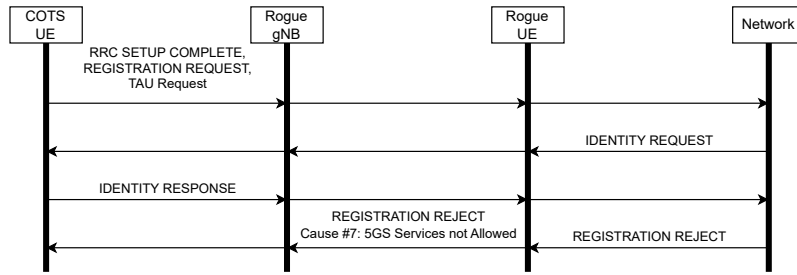 COTS
UE
Rogue
gNB
Rogue
UE
Network
RRC SETUP COMPLETE,
REGISTRATION REQUEST,
TAU Request
IDENTITY REQUEST
IDENTITY RESPONSE
REGISTRATION REJECT
Cause #7: 5GS Services not Allowed
REGISTRATION REJECT